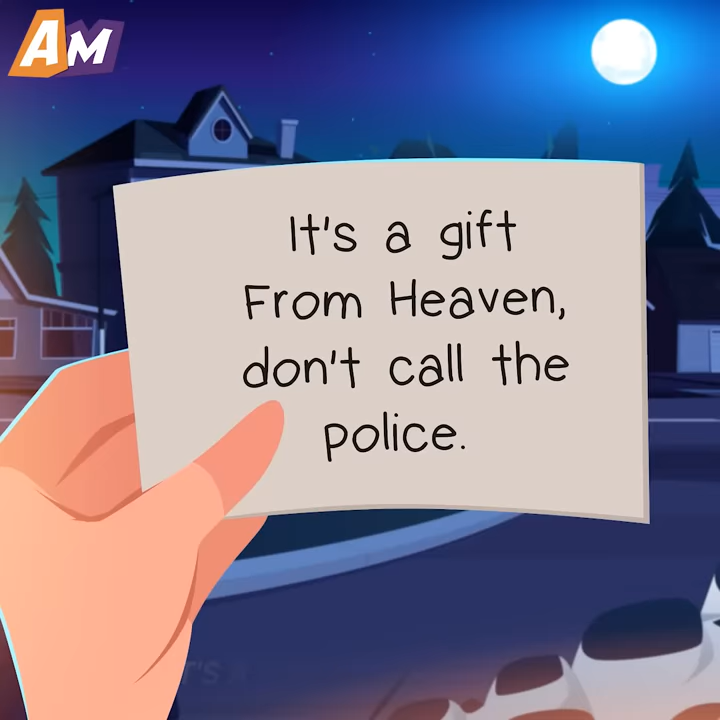 AM
It's a gift
From Heaven,
don't call the
police.